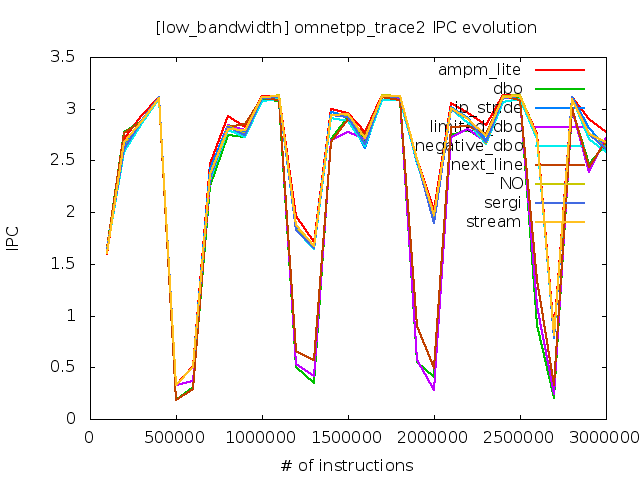 [low_bandwidth] omnetpp_trace2 IPC evolution
3.5
3
2.5
2
1.5
1
0.5
0
IPC
ampm_lite
dbo
ip_stride
limited_dbo
negative_dbo
next_line
NO
sergi
stream
0
500000
1000000
1500000
2000000
2500000
3000000
# of instructions